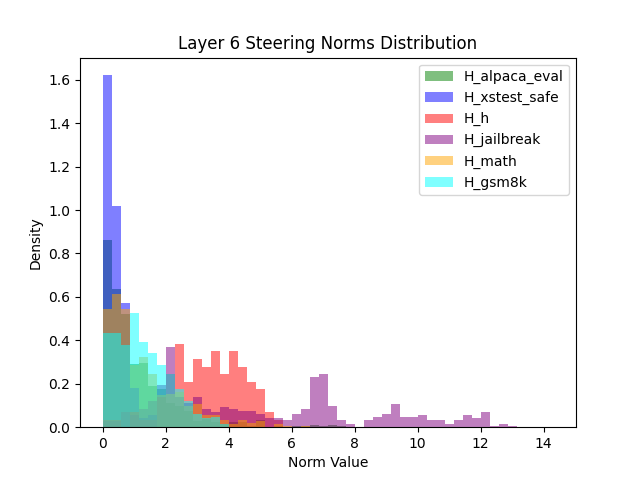 Layer 6 Steering Norms Distribution
H_alpaca_eval
H_xstest_safe
H_h
H_jailbreak
H_math
H_gsm8k
Density
1.6
1.4
1.2
1.0
0.8
0.6
0.4
0.2
0.0
0 2 4 6 8 10 12 14
Norm Value